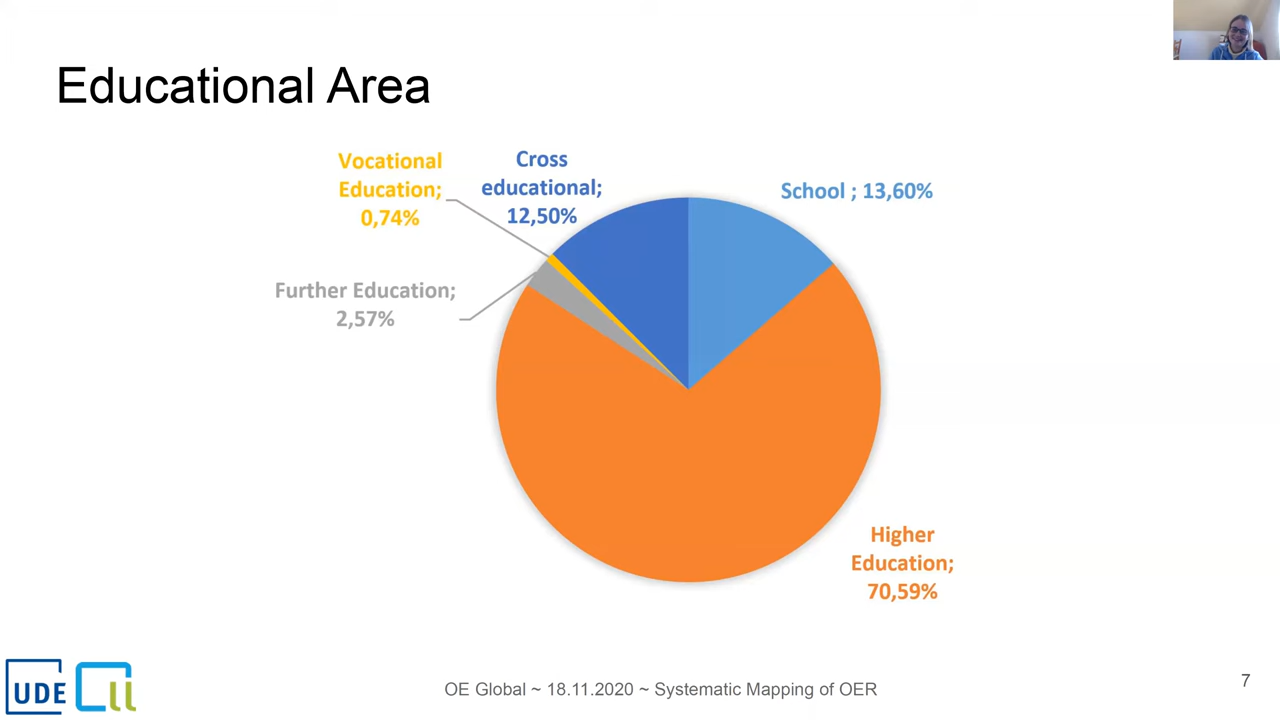 Educational Area
Vocational
Education;
0,74%
Cross
educational;
12,50%
School ; 13,60%
Further Education;
2,57%
Higher
Education;
70,59%
UDE
OE Global ~ 18.11.2020 ~ Systematic Mapping of OER
7